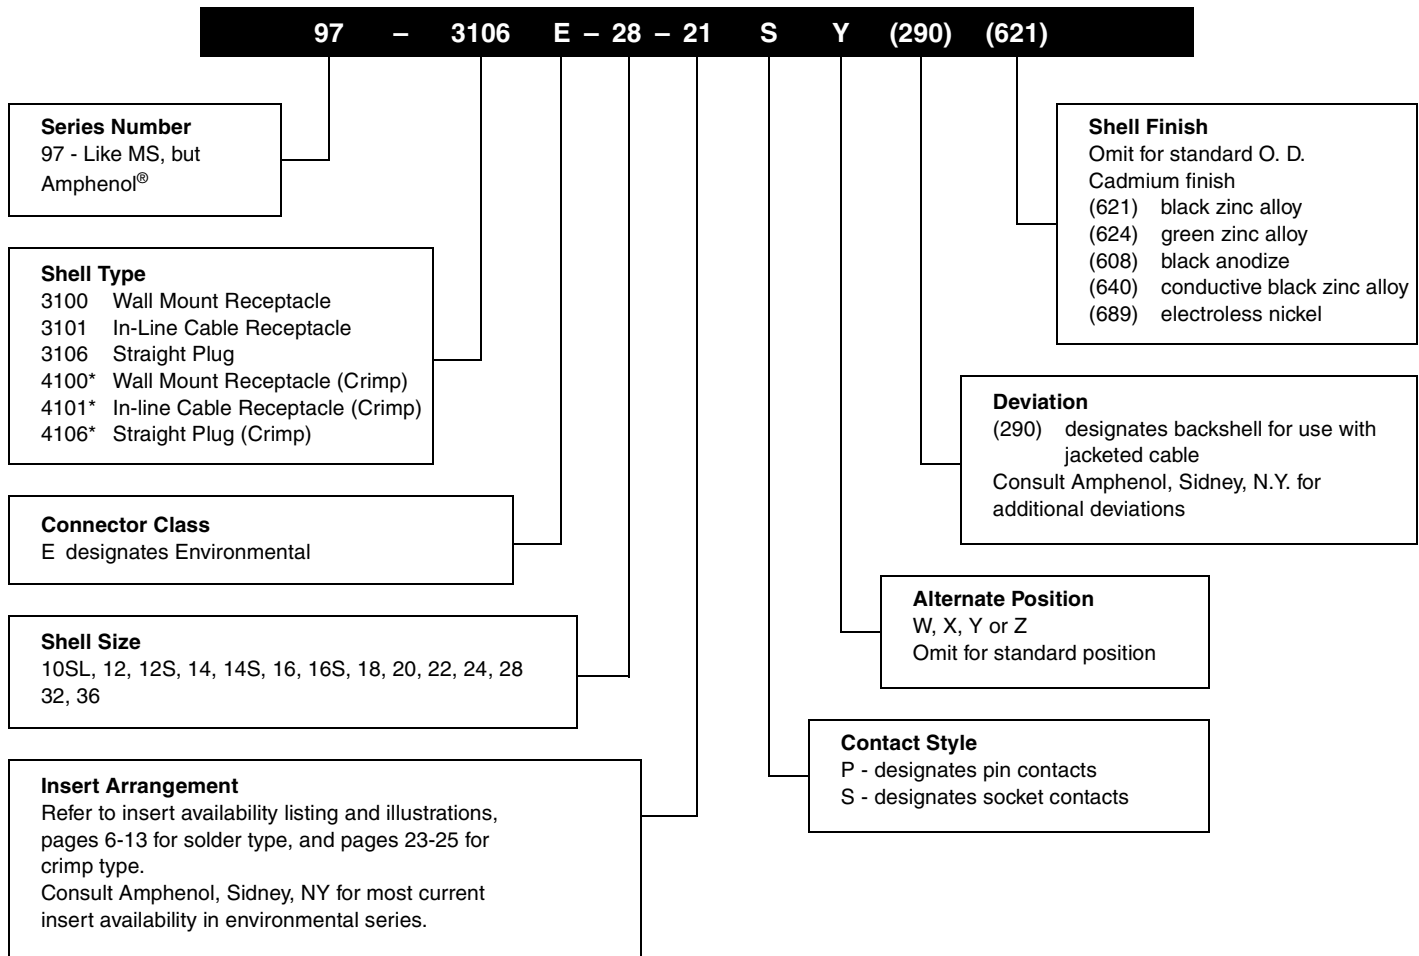 97 – 3106 E – 28 – 21 S Y (290) (621)
Series Number
97 - Like MS, but
Amphenol®
Shell Type
3100 Wall Mount Receptacle
3101 In-Line Cable Receptacle
3106 Straight Plug
4100* Wall Mount Receptacle (Crimp)
4101* In-line Cable Receptacle (Crimp)
4106* Straight Plug (Crimp)
Connector Class
E designates Environmental
Shell Size
10SL, 12, 12S, 14, 14S, 16, 16S, 18, 20, 22, 24, 28
32, 36
Insert Arrangement
Refer to insert availability listing and illustrations,
pages 6-13 for solder type, and pages 23-25 for
crimp type.
Consult Amphenol, Sidney, NY for most current
insert availability in environmental series.
Shell Finish
Omit for standard O. D.
Cadmium finish
(621) black zinc alloy
(624) green zinc alloy
(608) black anodize
(640) conductive black zinc alloy
(689) electroless nickel
Deviation
(290) designates backshell for use with
jacketed cable
Consult Amphenol, Sidney, N.Y. for
additional deviations
Alternate Position
W, X, Y or Z
Omit for standard position
Contact Style
P - designates pin contacts
S - designates socket contacts